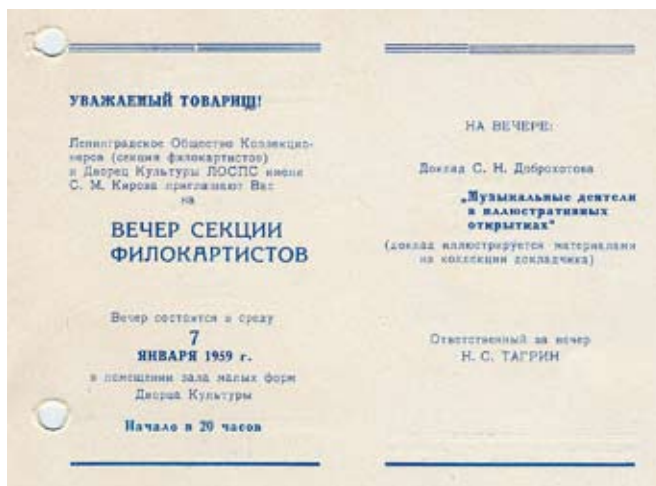 УВАЖАЕМЫЙ ТОВАРИЩ!
Ленинградское Общество Коллекцио-
неров (секция филокартистов)
и Дворец Культуры ЛОСПС имени
С. М. Кирова приглашают Вас
на
ВЕЧЕР СЕКЦИИ
ФИЛОКАРТИСТОВ
Вечер состоится в среду
7
ЯНВАРЯ 1959 г.
в помещении зала малых форм
Дворца Культуры
Начало в 20 часов
НА ВЕЧЕРЕ:
Доклад С. Н. Доброхотова
„Музыкальные деятели
в иллюстративных
открытках"
(доклад иллюстрируется материалами
из коллекции докладчика)
Ответственный за вечер
Н. С. ТАГРИН